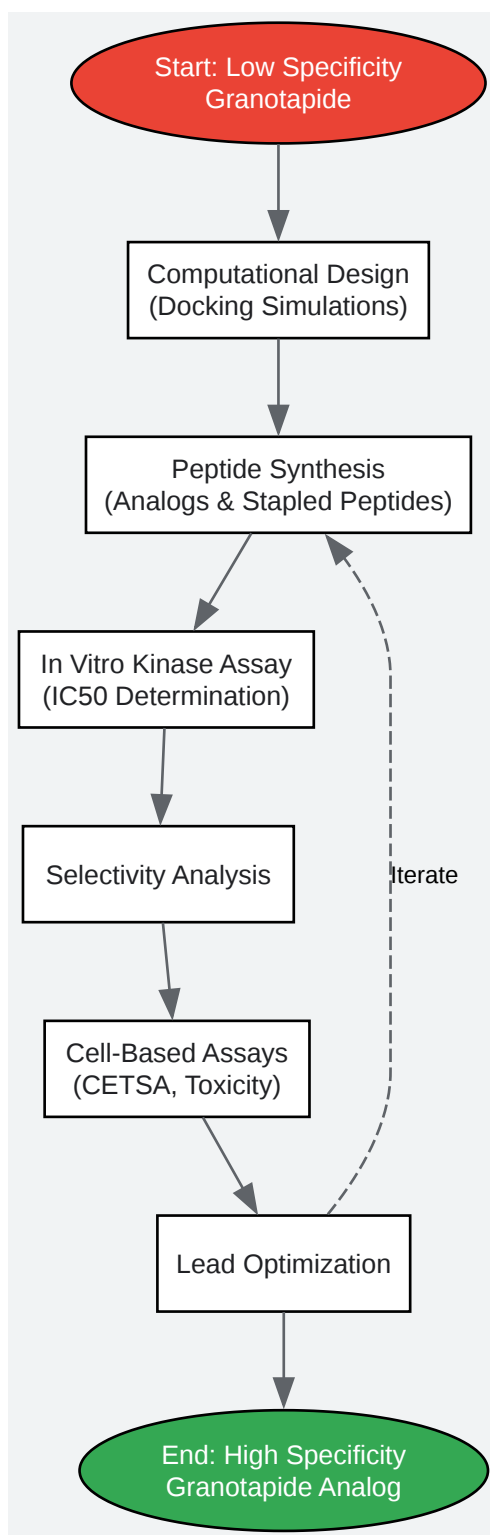 Start: Low Specificity
Granotapide
Computational Design
(Docking Simulations)
Peptide Synthesis
(Analogs & Stapled Peptides)
In Vitro Kinase Assay
(IC50 Determination)
Selectivity Analysis
Iterate
Cell-Based Assays
(CETSA, Toxicity)
Lead Optimization
End: High Specificity
Granotapide Analog